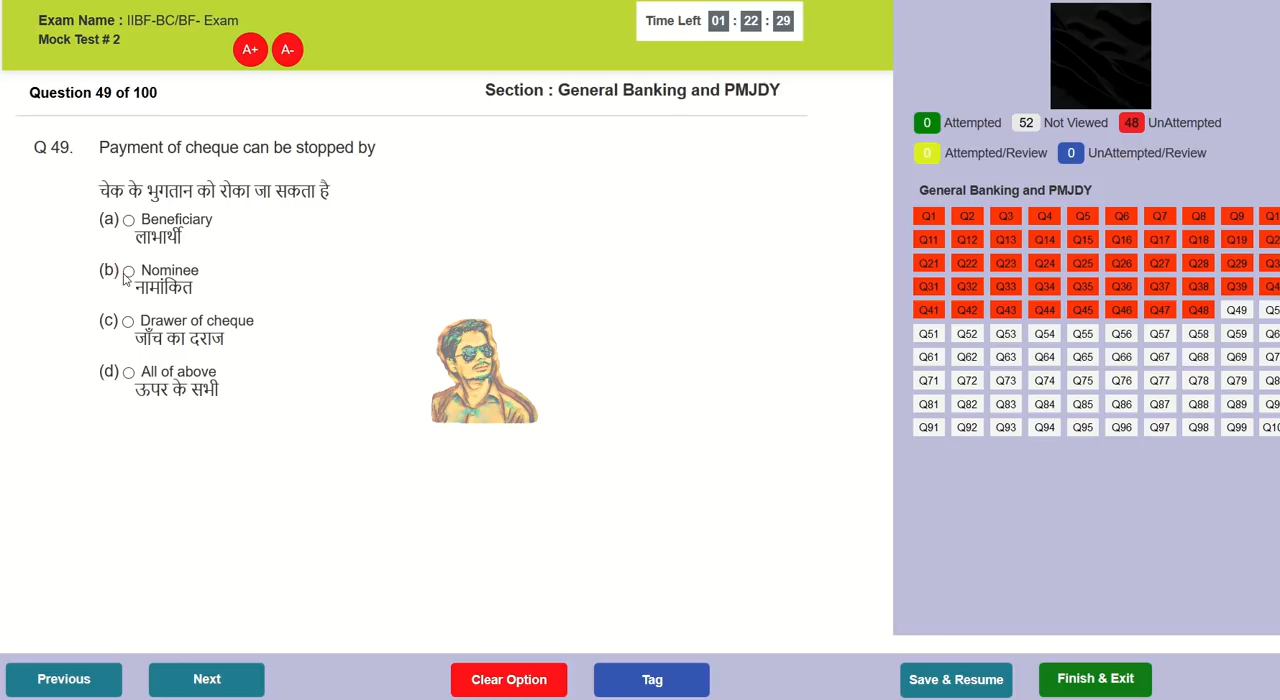 Exam Name : IIBF-BC/BF- Exam
Mock Test # 2
A+ A-
Time Left 01 : 22 : 29
Question 49 of 100
Section : General Banking and PMJDY
Q 49. Payment of cheque can be stopped by
चेक के भुगतान को रोका जा सकता है
(a) Beneficiary
लाभार्थी
(b) Nominee
नामांकित
(c) Drawer of cheque
जाँच का दराज
(d) All of above
ऊपर के सभी
0 Attempted 52 Not Viewed 48 UnAttempted
0 Attempted/Review 0 UnAttempted/Review
General Banking and PMJDY
Q1 Q2 Q3 Q4 Q5 Q6 Q7 Q8 Q9
Q11 Q12 Q13 Q14 Q15 Q16 Q17 Q18 Q19
Q21 Q22 Q23 Q24 Q25 Q26 Q27 Q28 Q29
Q31 Q32 Q33 Q34 Q35 Q36 Q37 Q38 Q39
Q41 Q42 Q43 Q44 Q45 Q46 Q47 Q48 Q49
Q51 Q52 Q53 Q54 Q55 Q56 Q57 Q58 Q59
Q61 Q62 Q63 Q64 Q65 Q66 Q67 Q68 Q69
Q71 Q72 Q73 Q74 Q75 Q76 Q77 Q78 Q79
Q81 Q82 Q83 Q84 Q85 Q86 Q87 Q88 Q89
Q91 Q92 Q93 Q94 Q95 Q96 Q97 Q98 Q99
Previous Next Clear Option Tag Save & Resume Finish & Exit